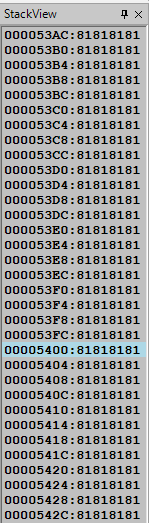 StackView
000053AC:81818181
000053B0:81818181
000053B4:81818181
000053B8:81818181
000053BC:81818181
000053C0:81818181
000053C4:81818181
000053C8:81818181
000053CC:81818181
000053D0:81818181
000053D4:81818181
000053D8:81818181
000053DC:81818181
000053E0:81818181
000053E4:81818181
000053E8:81818181
000053EC:81818181
000053F0:81818181
000053F4:81818181
000053F8:81818181
000053FC:81818181
00005400:81818181
00005404:81818181
00005408:81818181
0000540C:81818181
00005410:81818181
00005414:81818181
00005418:81818181
0000541C:81818181
00005420:81818181
00005424:81818181
00005428:81818181
0000542C:81818181